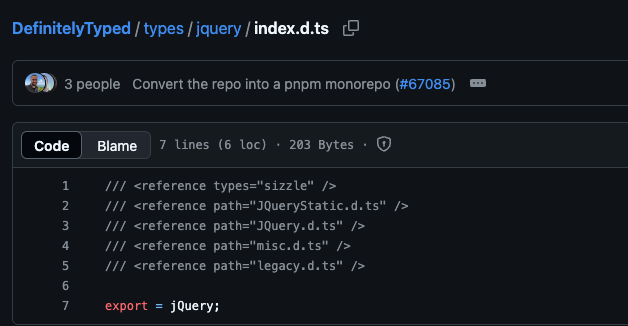 DefinitelyTyped / types / jquery / index.d.ts
3 people Convert the repo into a pnpm monorepo (#67085)
Code Blame 7 lines (6 loc) · 203 Bytes ·
1 /// <reference types="sizzle" />
2 /// <reference path="JQueryStatic.d.ts" />
3 /// <reference path="JQuery.d.ts" />
4 /// <reference path="misc.d.ts" />
5 /// <reference path="legacy.d.ts" />
6
7 export = jQuery;